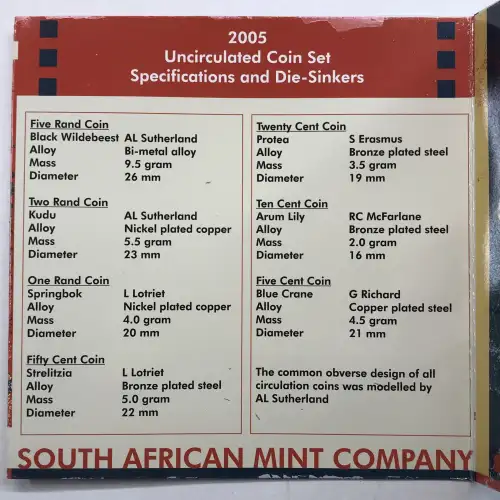 2005
Uncirculated Coin Set
Specifications and Die-Sinkers
Five Rand Coin
Black Wildebeest AL Sutherland
Alloy Bi-metal alloy
Mass 9.5 gram
Diameter 26 mm
Two Rand Coin
Kudu AL Sutherland
Alloy Nickel plated copper
Mass 5.5 gram
Diameter 23 mm
One Rand Coin
Springbok L Lotriet
Alloy Nickel plated copper
Mass 4.0 gram
Diameter 20 mm
Fifty Cent Coin
Strelitzia L Lotriet
Alloy Bronze plated steel
Mass 5.0 gram
Diameter 22 mm
Twenty Cent Coin
Protea S Erasmus
Alloy Bronze plated steel
Mass 3.5 gram
Diameter 19 mm
Ten Cent Coin
Arum Lily RC McFarlane
Alloy Bronze plated steel
Mass 2.0 gram
Diameter 16 mm
Five Cent Coin
Blue Crane G Richard
Alloy Copper plated steel
Mass 4.5 gram
Diameter 21 mm
The common obverse design of all
circulation coins was modelled by
AL Sutherland
SOUTH AFRICAN MINT COMPANY